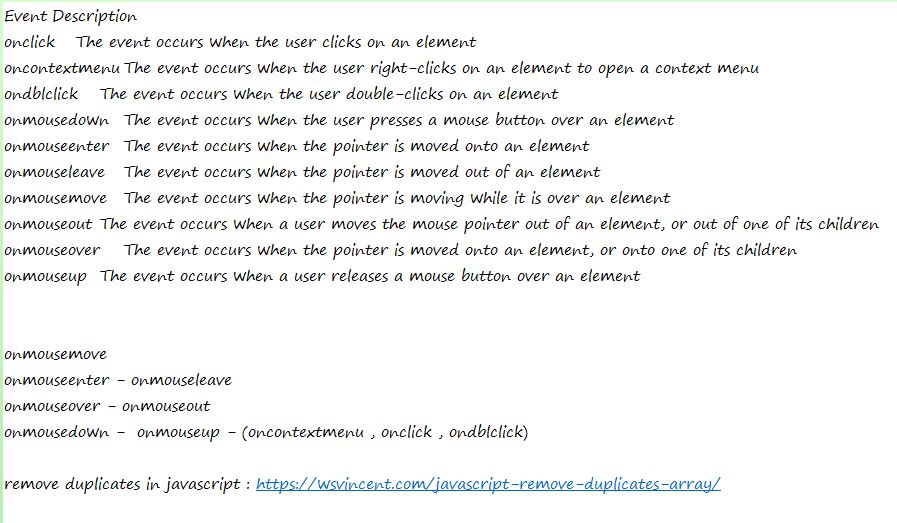 Event Description
onclick The event occurs when the user clicks on an element
oncontextmenu The event occurs when the user right-clicks on an element to open a context menu
ondblclick The event occurs when the user double-clicks on an element
onmousedown The event occurs when the user presses a mouse button over an element
onmouseenter The event occurs when the pointer is moved onto an element
onmouseleave The event occurs when the pointer is moved out of an element
onmousemove The event occurs when the pointer is moving while it is over an element
onmouseout The event occurs when a user moves the mouse pointer out of an element, or out of one of its children
onmouseover The event occurs when the pointer is moved onto an element, or onto one of its children
onmouseup The event occurs when a user releases a mouse button over an element
onmousemove
onmouseenter - onmouseleave
onmouseover - onmouseout
onmousedown - onmouseup - (oncontextmenu , onclick , ondblclick)
remove duplicates in javascript : https://wsvincent.com/javascript-remove-duplicates-array/